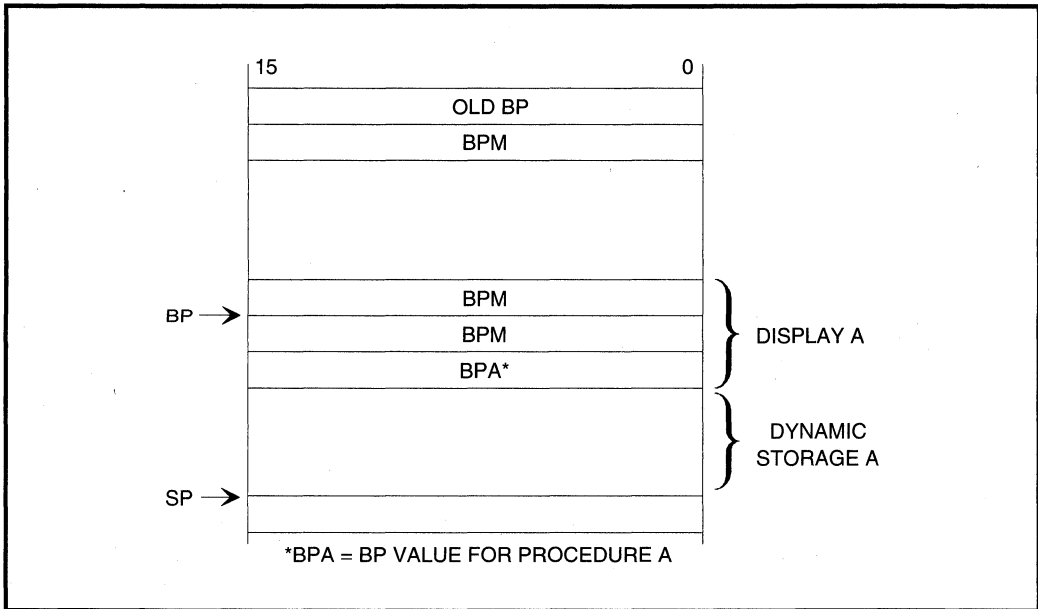 15 0
OLD BP
BPM
BPM
BP
BPM
DISPLAY A
BPA*
DYNAMIC
STORAGE A
SP
*BPA = BP VALUE FOR PROCEDURE A